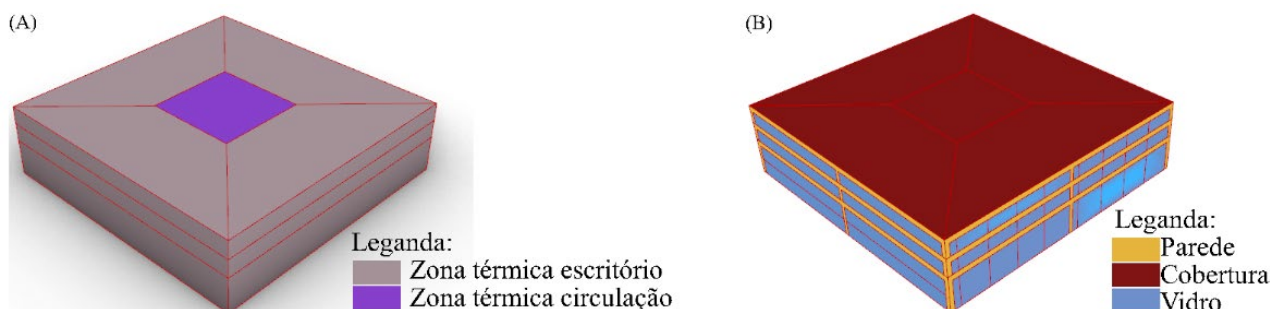 (A)
Leganda:
Zona térmica escritório
Zona térmica circulação
(B)
Leganda:
Parede
Cobertura
Vidro